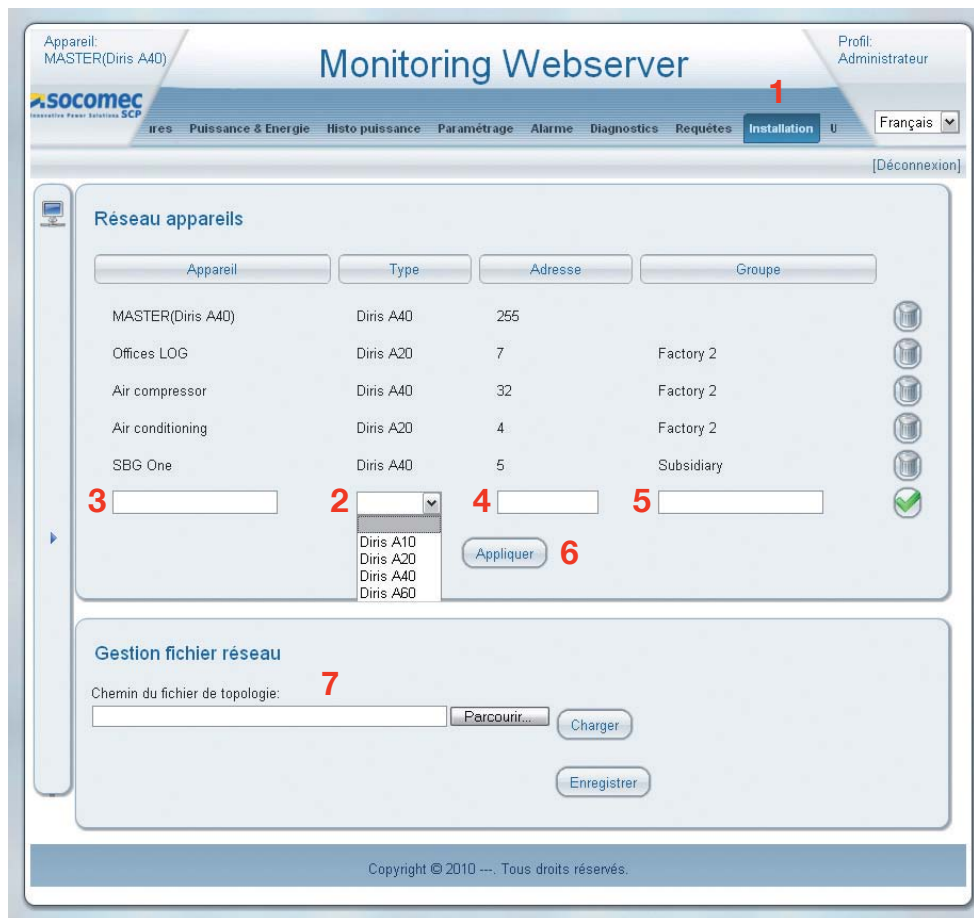 Appareil:
MASTER(Diris A40)
Monitoring Webserver
Profil:
Administrateur
socomec
Innovative Power Solutions SCP
1
ıres Puissance & Energie Histo puissance Paramétrage Alarme Diagnostics Requêtes Installation U
Français
[Déconnexion]
Réseau appareils
Appareil Type Adresse Groupe
MASTER(Diris A40) Diris A40 255
Offices LOG Diris A20 7 Factory 2
Air compressor Diris A40 32 Factory 2
Air conditioning Diris A20 4 Factory 2
SBG One Diris A40 5 Subsidiary
3 2 4 5
Diris A10
Diris A20
Diris A40
Diris A60
Appliquer 6
Gestion fichier réseau
7
Chemin du fichier de topologie:
Parcourir... Charger
Enregistrer
Copyright © 2010 ---. Tous droits réservés.